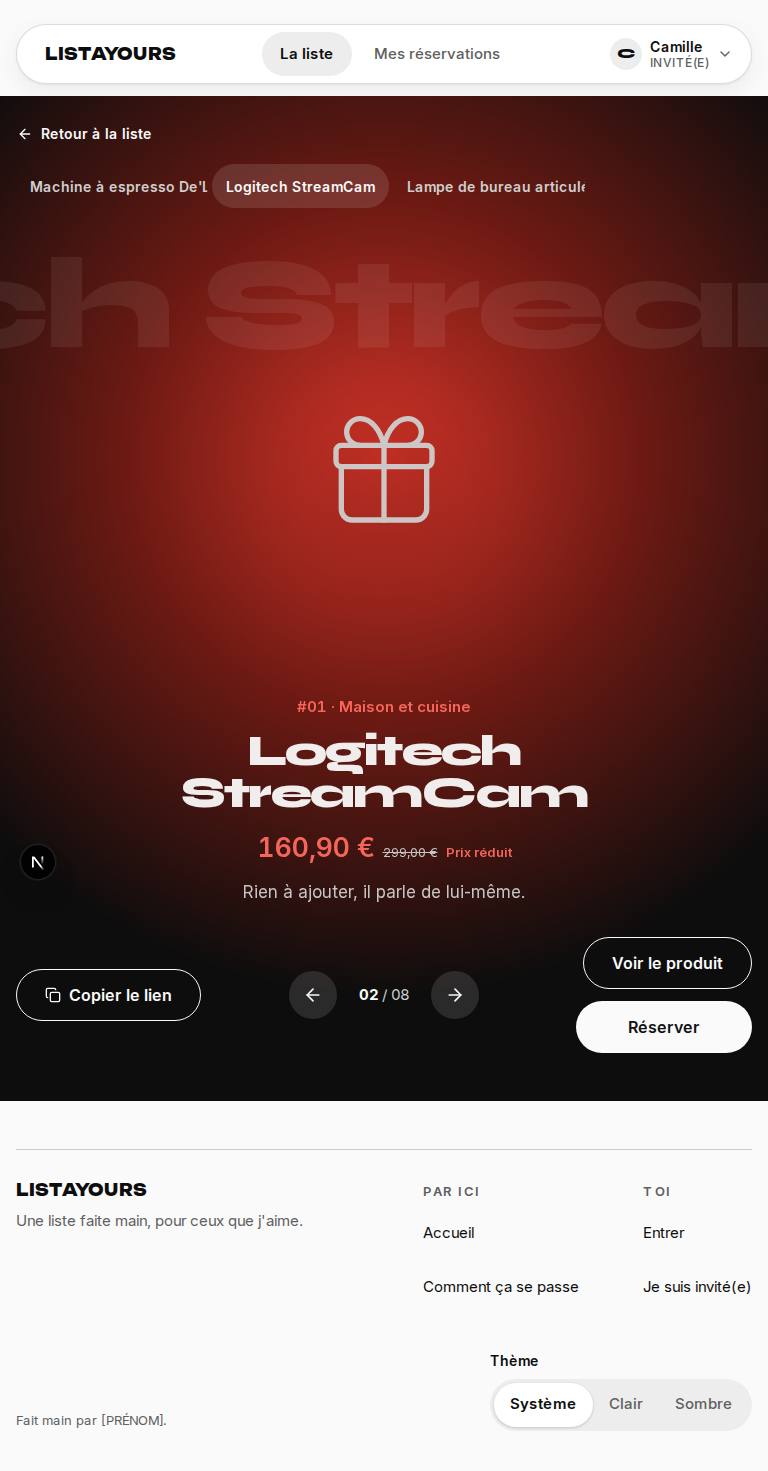 LISTAYOURS
La liste
Mes réservations
Camille
INVITÉ(E)
Retour à la liste
Machine à espresso De'L
Logitech StreamCam
Lampe de bureau articulé
ch Stream
#01 · Maison et cuisine
Logitech
StreamCam
160,90 € 299,00 € Prix réduit
Rien à ajouter, il parle de lui-même.
Copier le lien
02 / 08
Voir le produit
Réserver
LISTAYOURS
Une liste faite main, pour ceux que j'aime.
PAR ICI
Accueil
Comment ça se passe
TOI
Entrer
Je suis invité(e)
Thème
Système
Clair
Sombre
Fait main par [PRÉNOM].